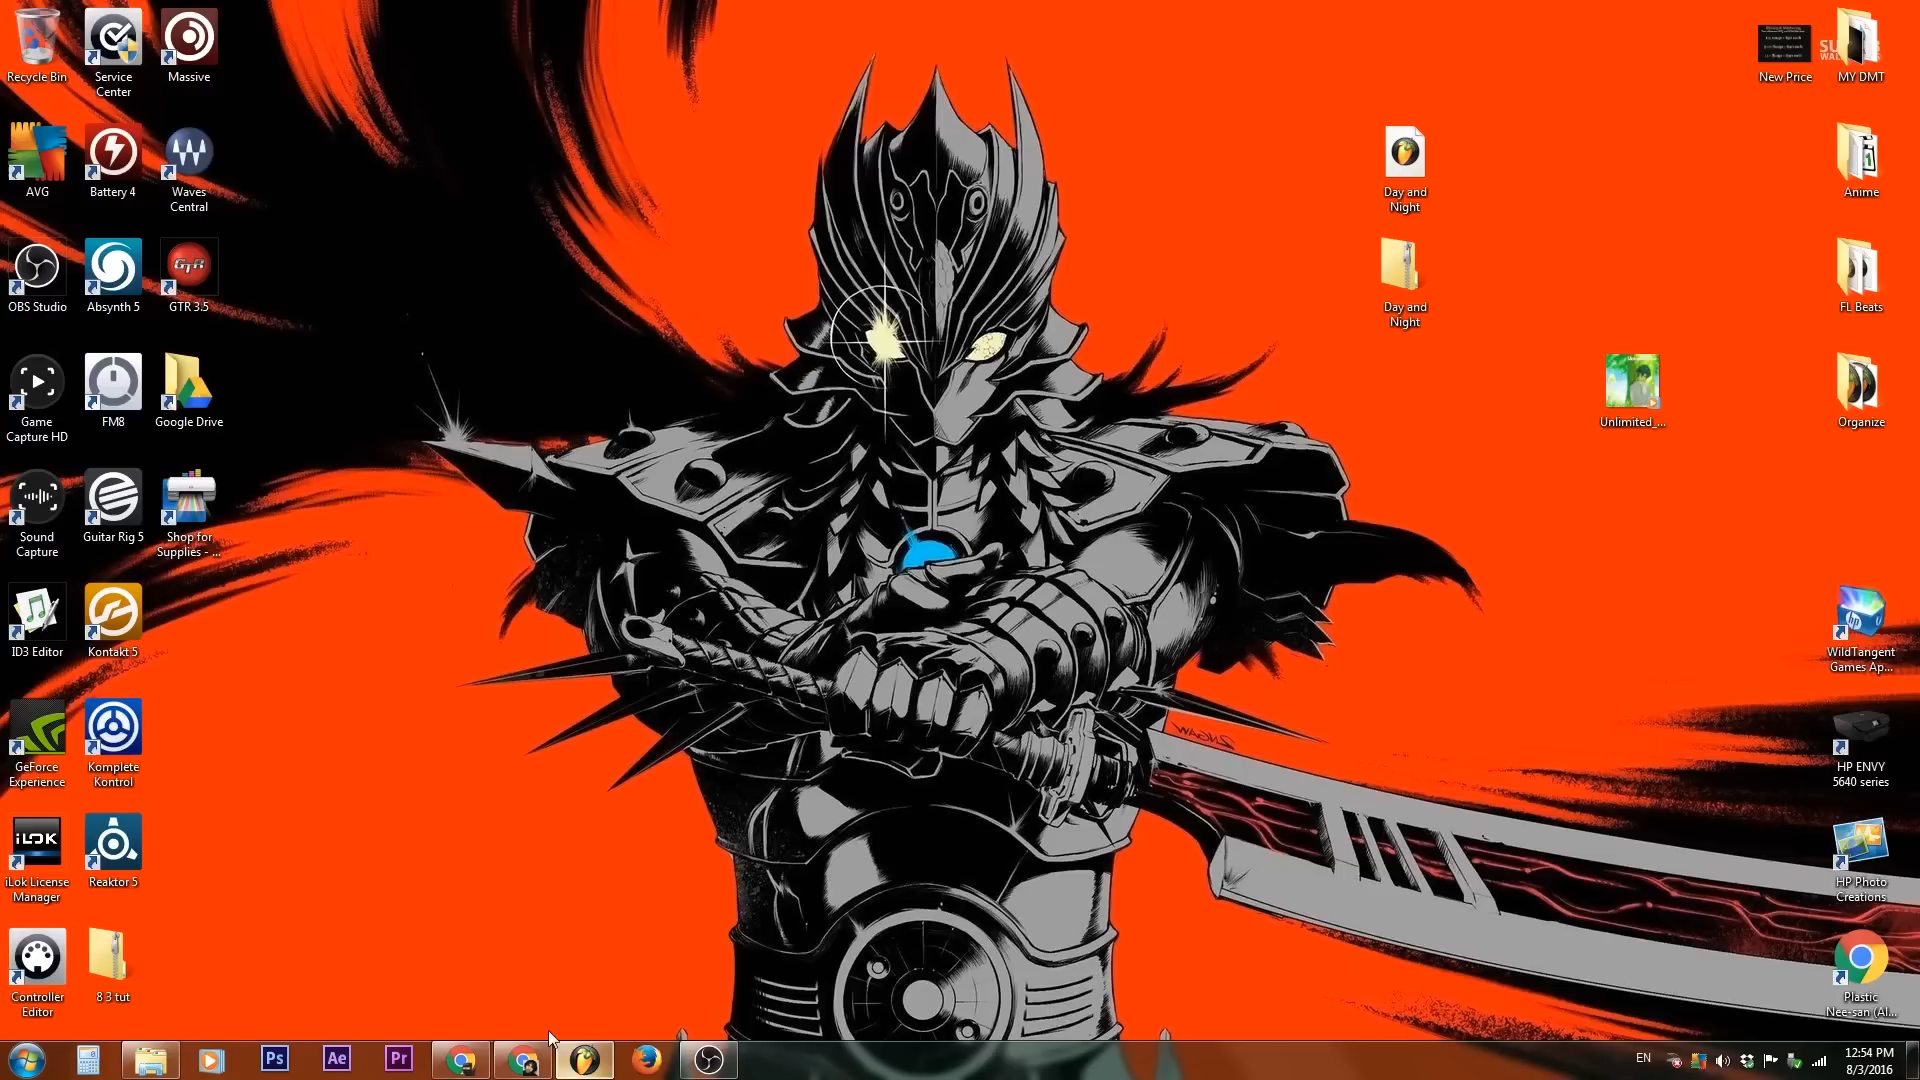 Recycle Bin
Service
Center
Massive
AVG
Battery 4
Waves
Central
OBS Studio
Absynth 5
GTR 3.5
GTR
Game
Capture HD
FM8
Google Drive
Sound
Capture
Guitar Rig 5
Shop for
Supplies - ...
ID3 Editor
Kontakt 5
GeForce
Experience
Komplete
Kontrol
iLOK
iLok License
Manager
Reaktor 5
Controller
Editor
8 3 tut
Day and
Night
Day and
Night
Unlimited_...
New Price
MY DMT
Anime
FL Beats
Organize
hp
WildTangent
Games Ap...
HP ENVY
5640 series
HP Photo
Creations
Plastic
Nee-san (Al...
Ps
Ae
Pr
EN
12:54 PM
8/3/2016